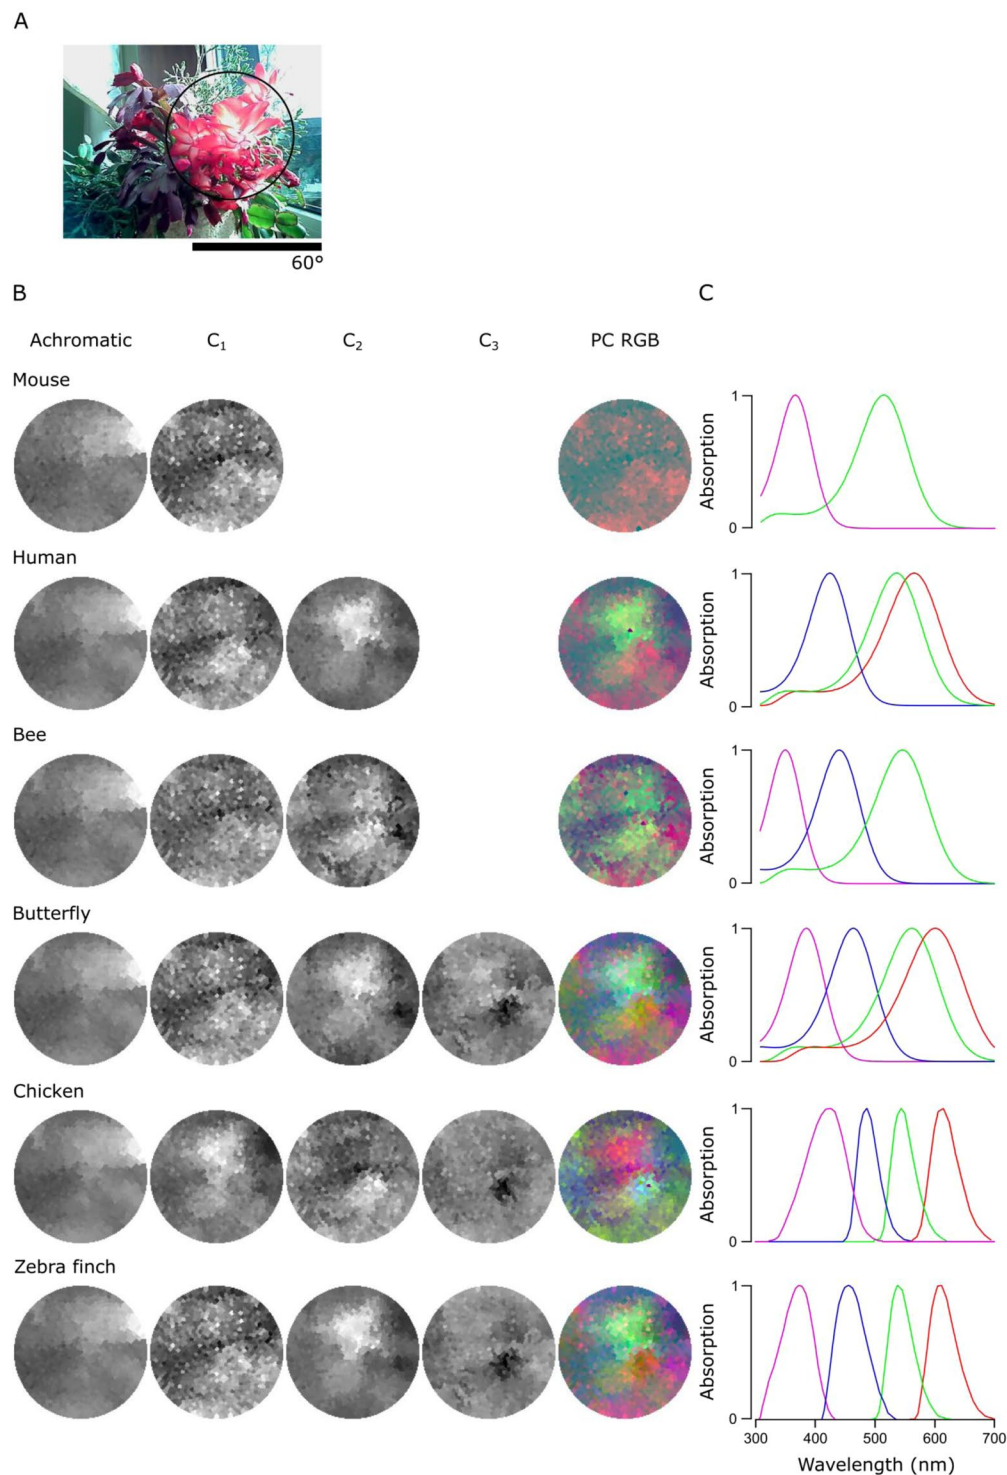 A
60°
B
C
Achromatic C₁ C₂ C₃ PC RGB
Mouse
1
Absorption
0
Human
1
Absorption
0
Bee
1
Absorption
0
Butterfly
1
Absorption
0
Chicken
1
Absorption
0
Zebra finch
1
Absorption
0
300 400 500 600 700
Wavelength (nm)